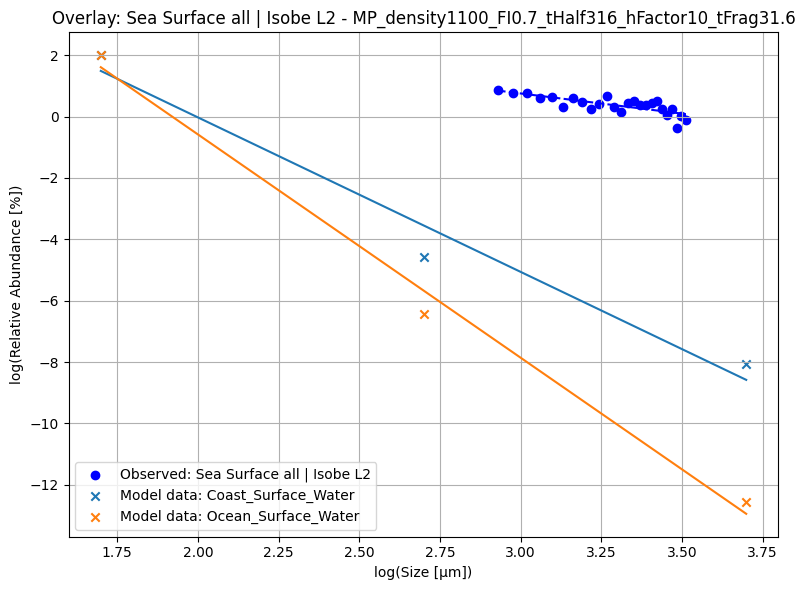 Overlay: Sea Surface all | Isobe L2 - MP_density1100_FI0.7_tHalf316_hFactor10_tFrag31.6
log(Relative Abundance [%])
2
0
−2
−4
−6
−8
−10
−12
Observed: Sea Surface all | Isobe L2
Model data: Coast_Surface_Water
Model data: Ocean_Surface_Water
1.75 2.00 2.25 2.50 2.75 3.00 3.25 3.50 3.75
log(Size [μm])